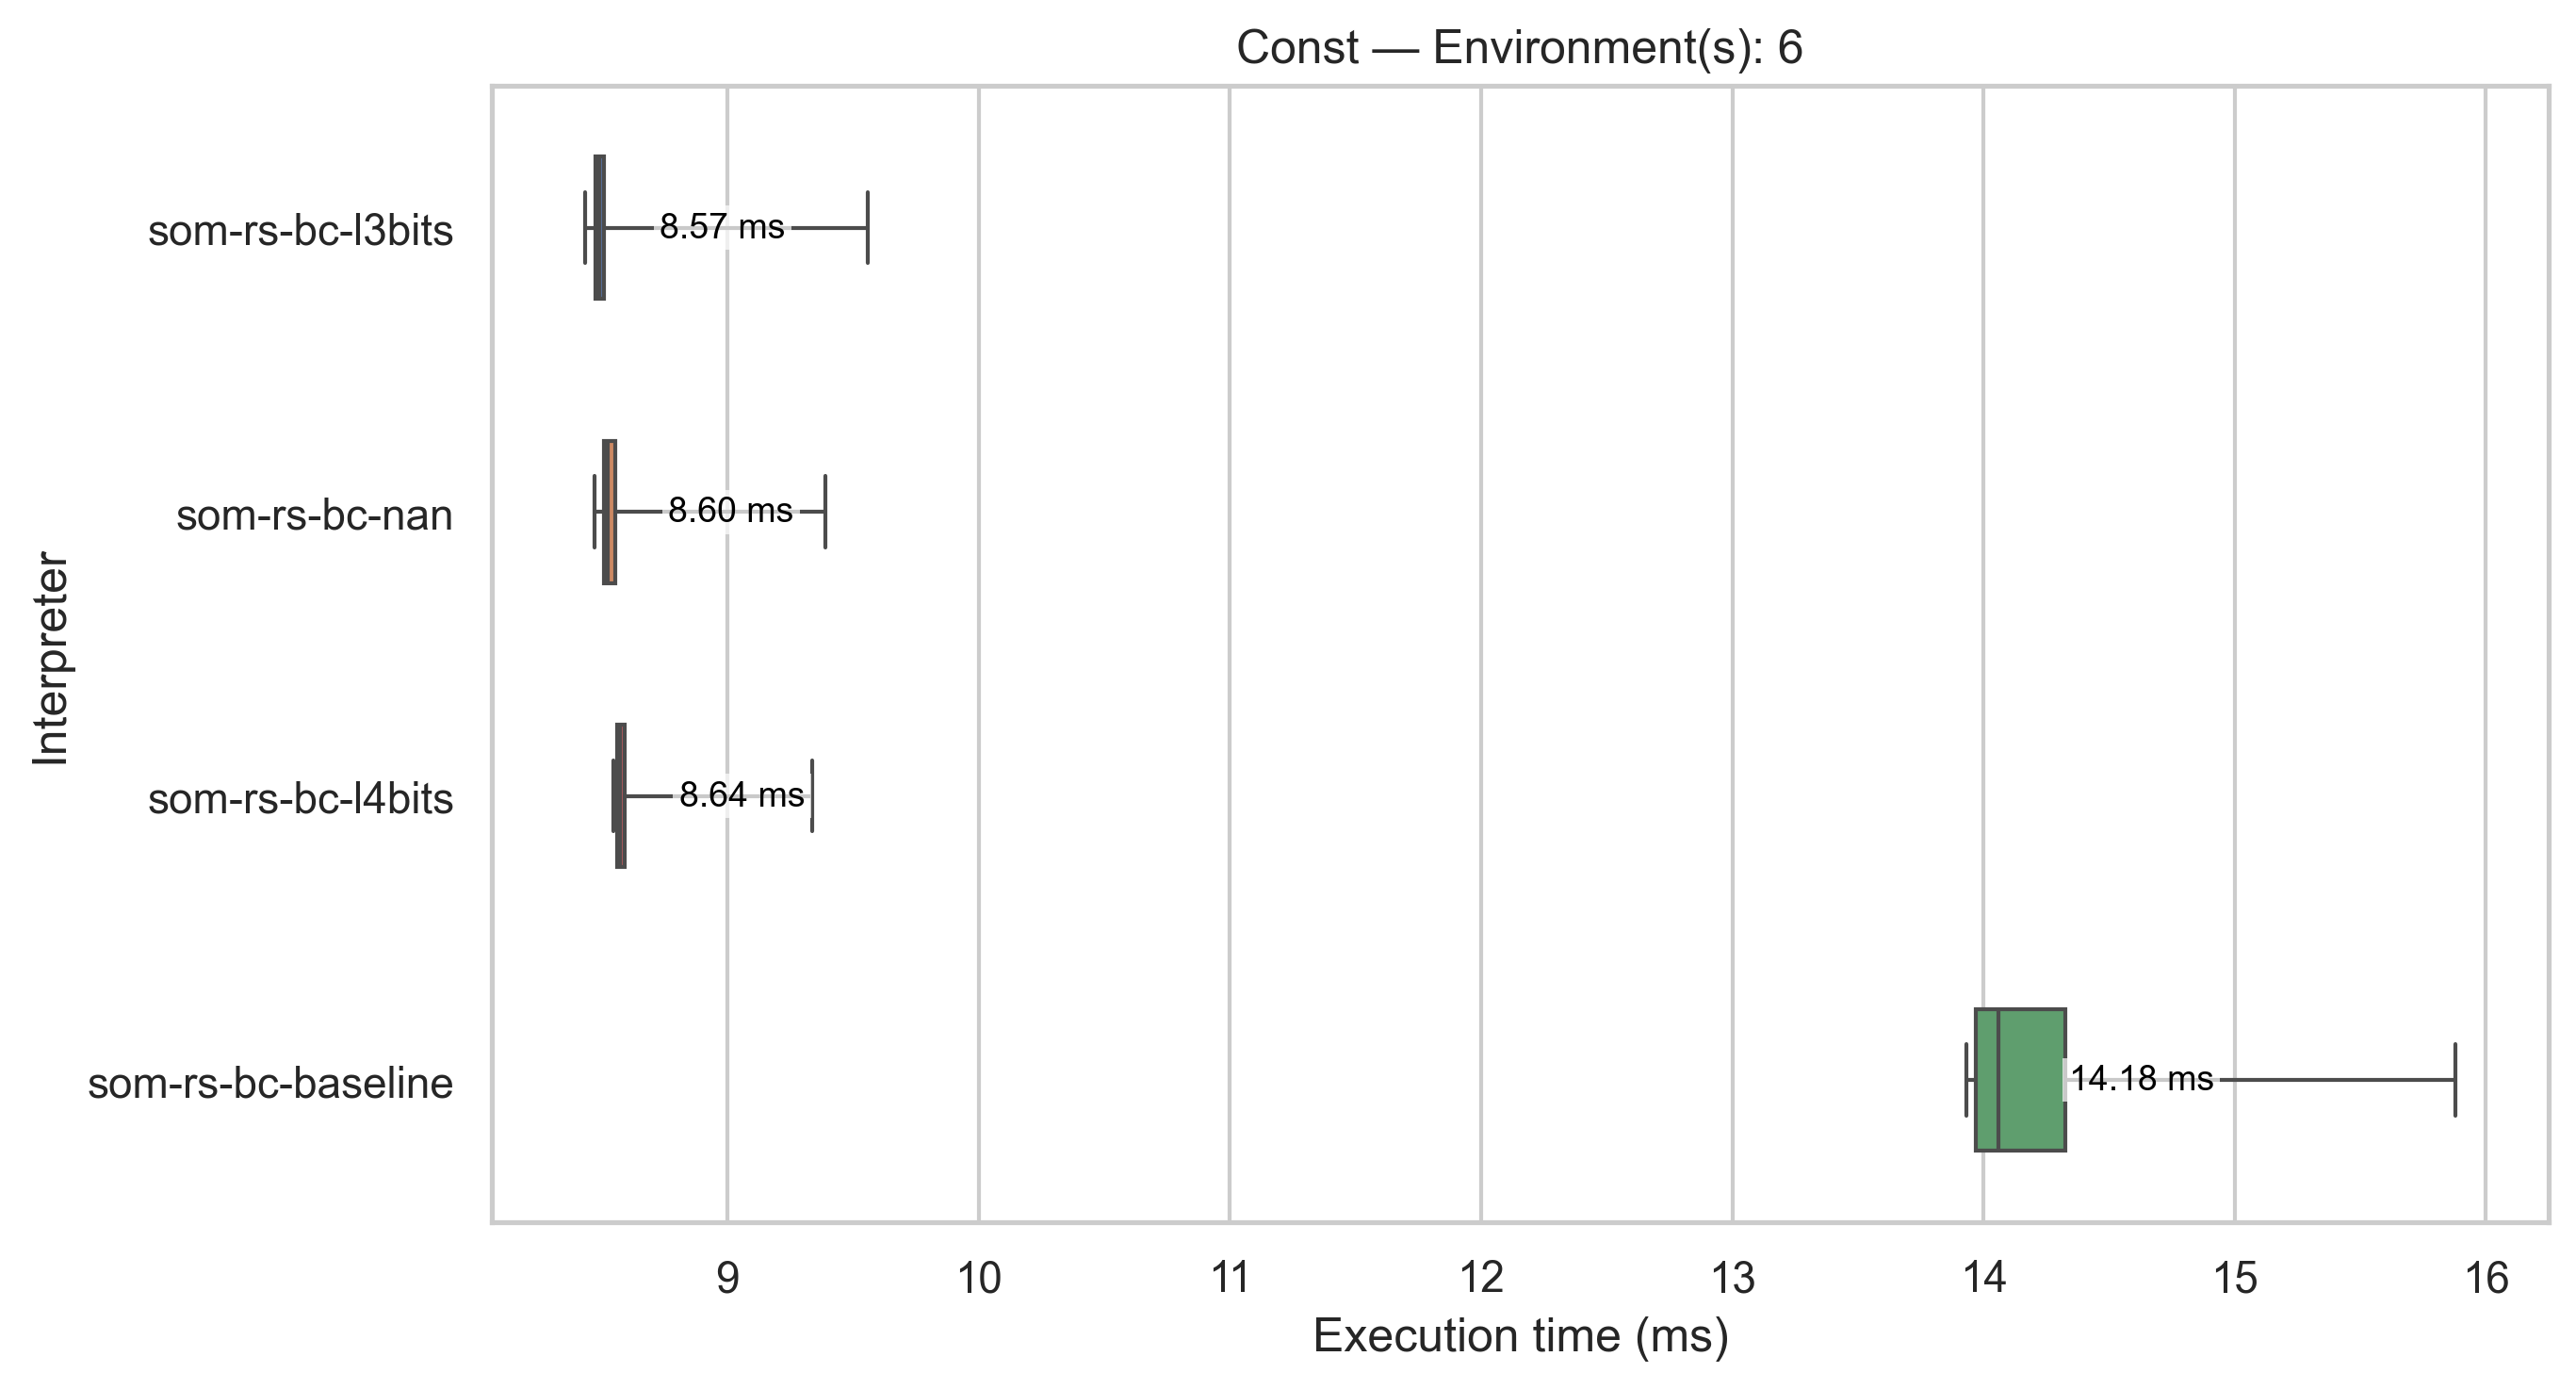 Const — Environment(s): 6
som-rs-bc-l3bits
8.57 ms
som-rs-bc-nan
8.60 ms
som-rs-bc-l4bits
8.64 ms
som-rs-bc-baseline
14.18 ms
Interpreter
9 10 11 12 13 14 15 16
Execution time (ms)